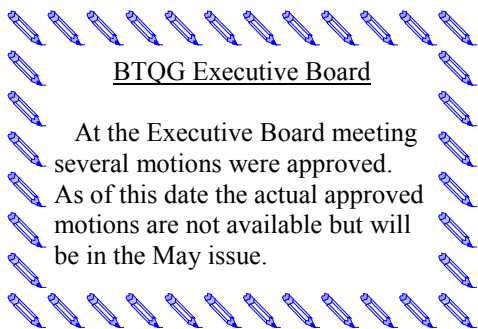 BTQG Executive Board
At the Executive Board meeting
several motions were approved.
As of this date the actual approved
motions are not available but will
be in the May issue.